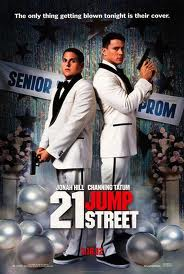 The only thing getting blown tonight is their cover.
SENIOR
PROM
JONAH HILL CHANNING TATUM
21 JUMP
STREET